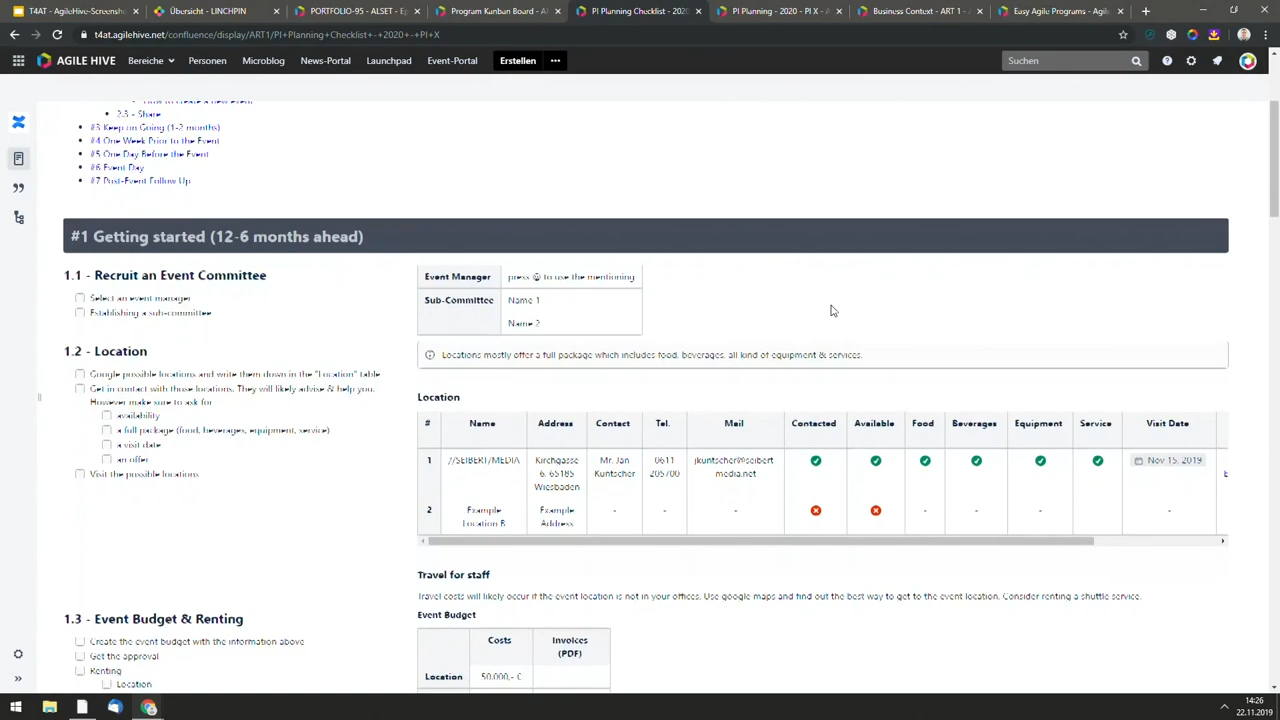 T4AT - AgileHive-Screenshots
Übersicht - LINCHPIN
PORTFOLIO-95 - ALSET - Ep
Program Kunban Board - A
PI Planning Checklist - 2020
PI Planning - 2020 - PI X - A
Business Context - ART 1 - A
Easy Agile Programs - Agile
t4at.agilehive.net/confluence/display/ART1/PI+Planning+Checklist+-+2020+-+PI+X
AGILE HIVE
Bereiche
Personen
Microblog
News-Portal
Launchpad
Event-Portal
Erstellen
Suchen
How to create a new event
2.3 - Share
#3 Keep on Going (1-2 months)
#4 One Week Prior to the Event
#5 One Day Before the Event
#6 Event Day
#7 Post-Event Follow Up
#1 Getting started (12-6 months ahead)
1.1 - Recruit an Event Committee
Select an event manager
Establishing a sub-committee
Event Manager press @ to use the mentioning
Sub-Committee Name 1
Name 2
1.2 - Location
Google possible locations and write them down in the "Location" table
Get in contact with those locations. They will likely advise & help you.
However make sure to ask for
availability
a full package (food, beverages, equipment, service)
a visit date
an offer
Visit the possible locations
Locations mostly offer a full package which includes food, beverages, all kind of equipment & services.
Location
# Name Address Contact Tel. Mail Contacted Available Food Beverages Equipment Service Visit Date
1 //SEIBERT/MEDIA Kirchgasse Mr. Jan 0611 jkuntscher@seibert Nov 15, 2019
6, 65185 Kuntscher 205700 media.net
Wiesbaden
2 Example Example - - - - - - - -
Location B Address
Travel for staff
Travel costs will likely occur if the event location is not in your offices. Use google maps and find out the best way to get to the event location. Consider renting a shuttle service.
1.3 - Event Budget & Renting
Create the event budget with the information above
Get the approval
Renting
Location
Event Budget
Costs Invoices
(PDF)
Location 50.000,- €
14:26
22.11.2019